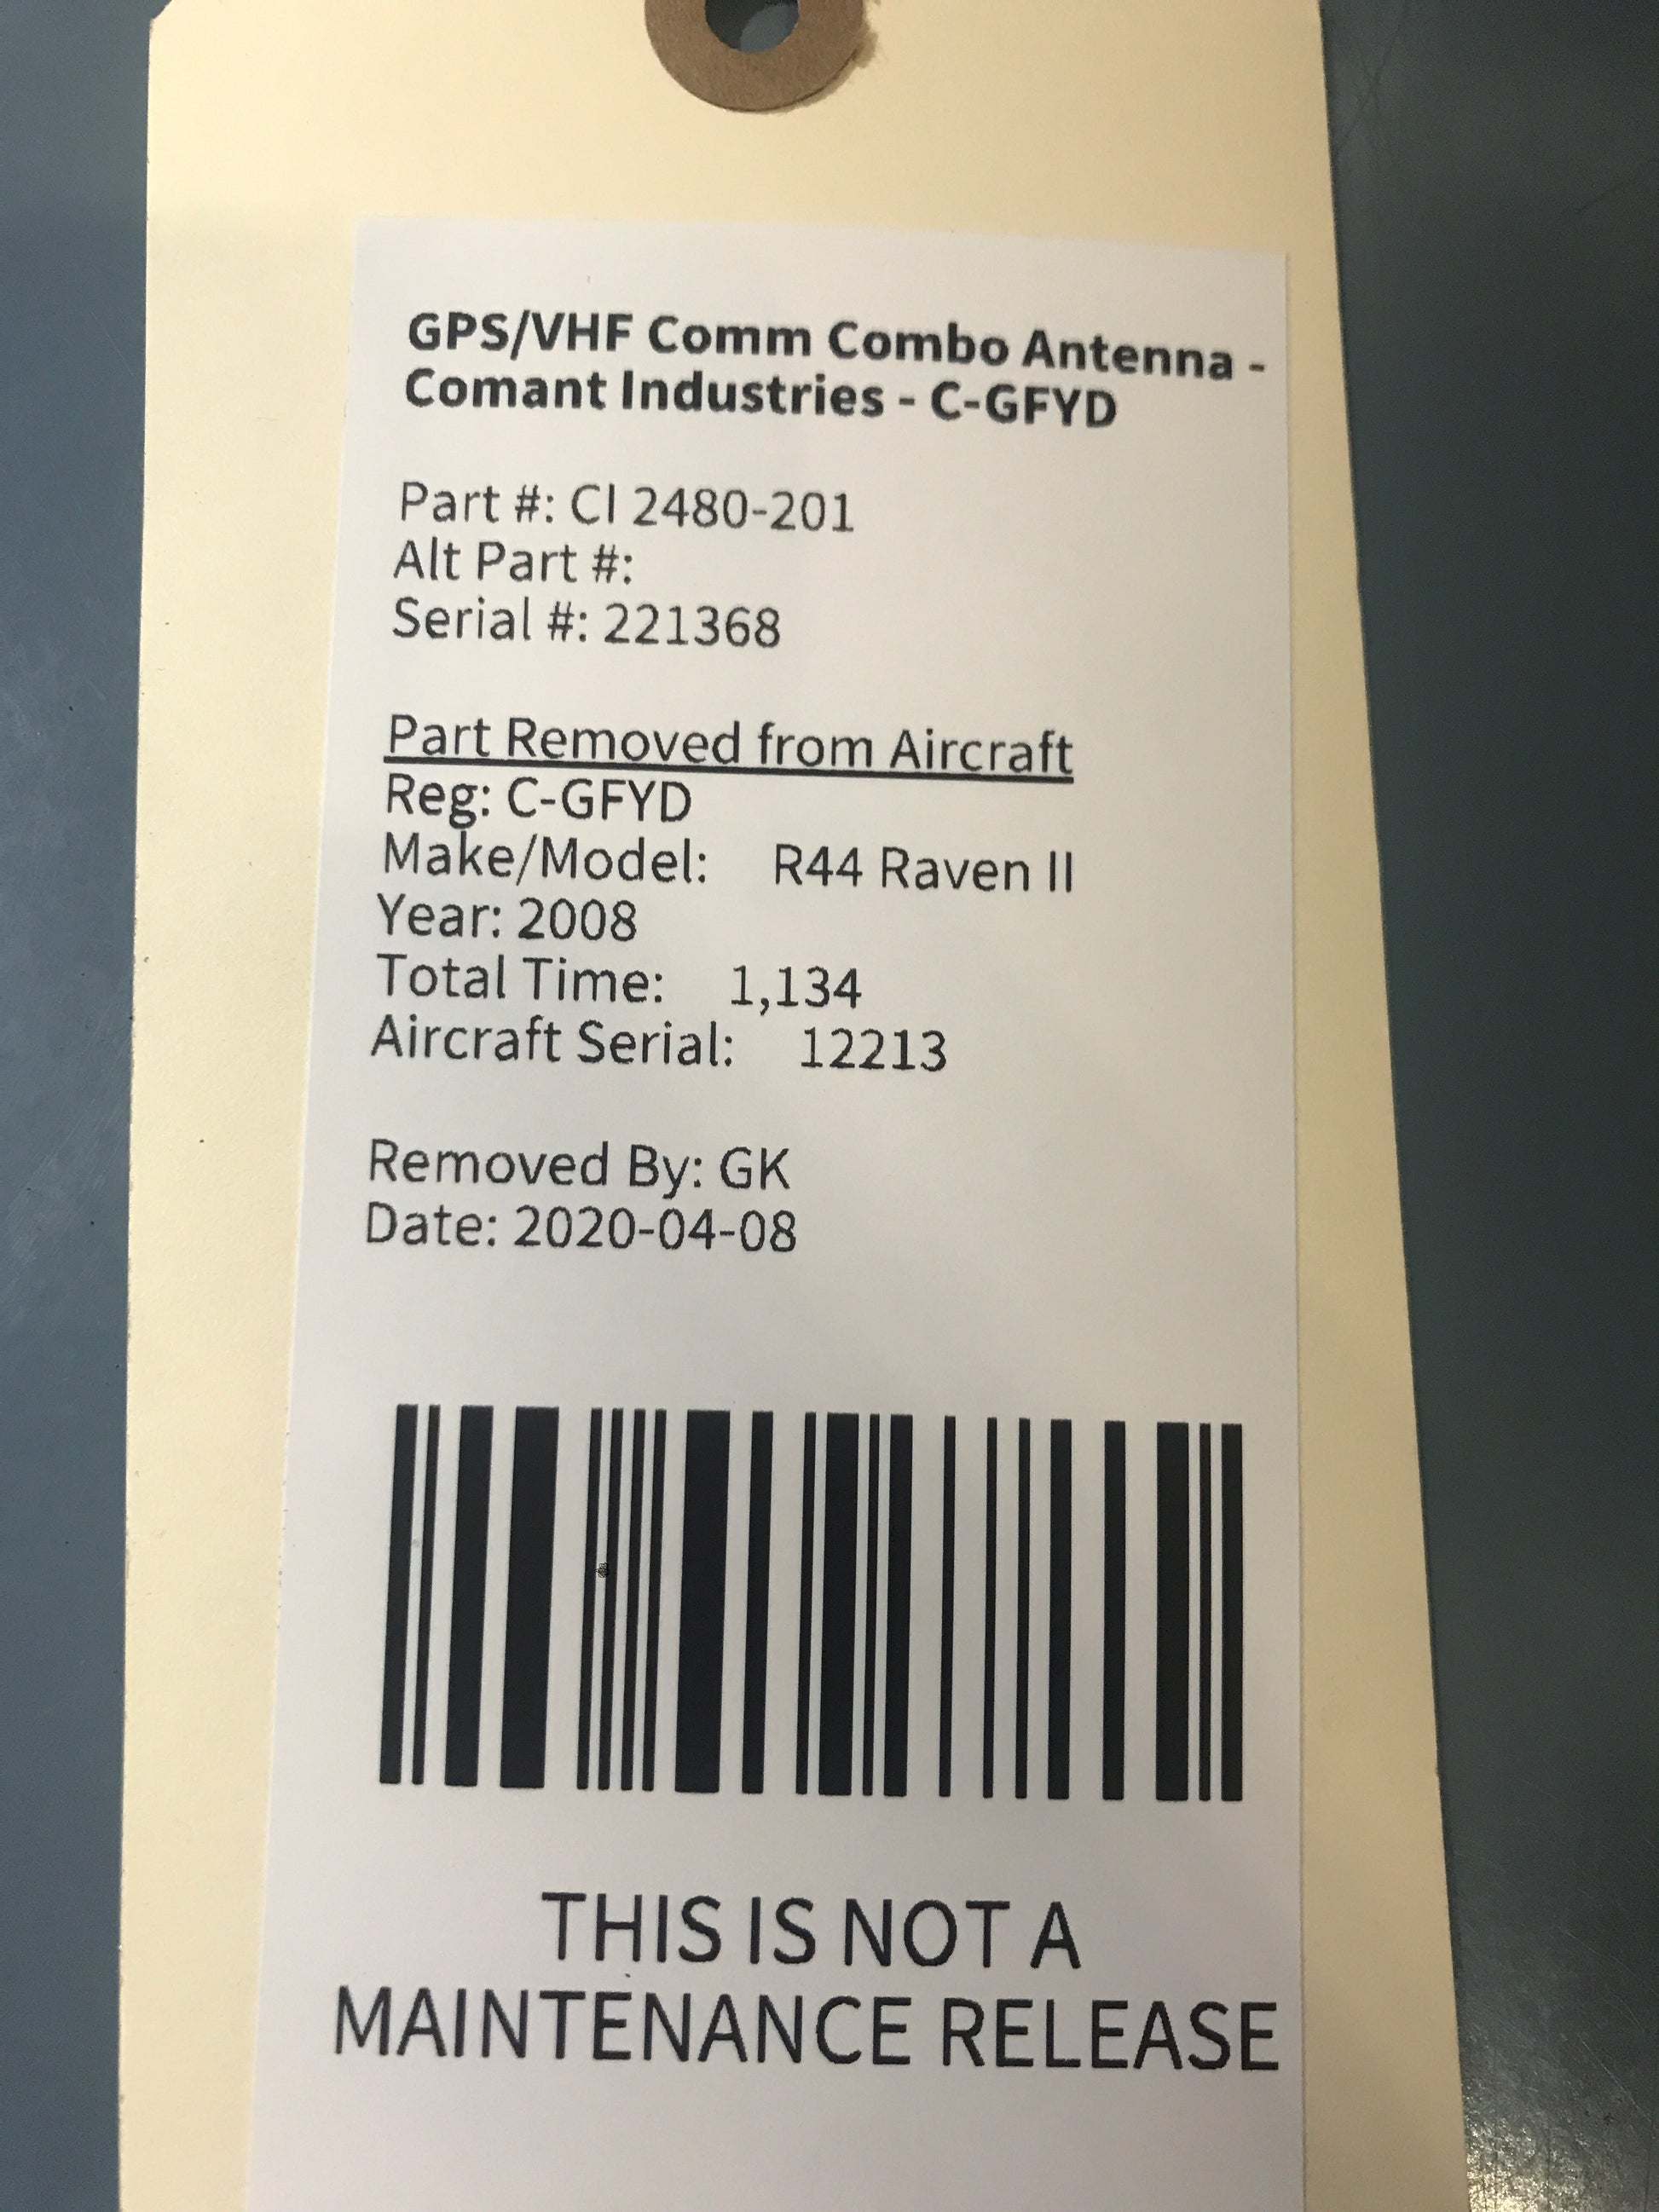 GPS/VHF Comm Combo Antenna -
Comant Industries - C-GFYD
Part #: CI 2480-201
Alt Part #:
Serial #: 221368
Part Removed from Aircraft
Reg: C-GFYD
Make/Model: R44 Raven II
Year: 2008
Total Time: 1,134
Aircraft Serial: 12213
Removed By: GK
Date: 2020-04-08
THIS IS NOT A
MAINTENANCE RELEASE